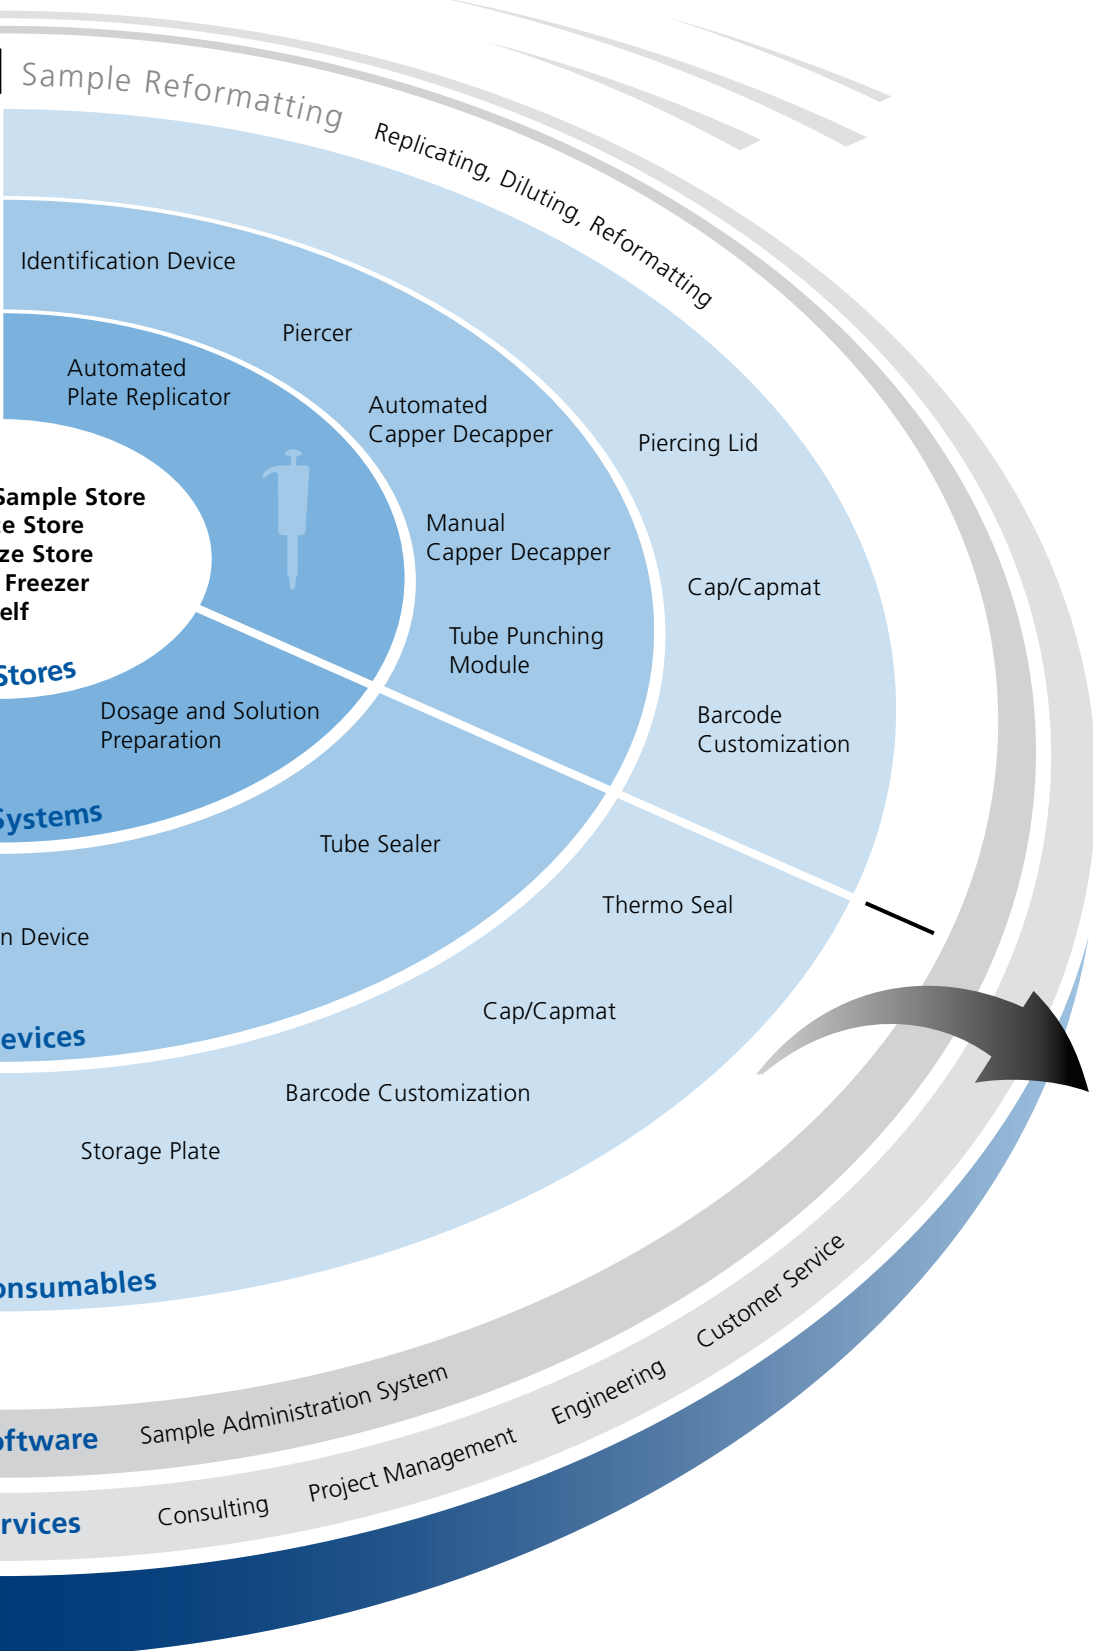 Sample Reformatting
Replicating, Diluting, Reformatting
Identification Device
Piercer
Automated
Plate Replicator
Automated
Capper Decapper
Piercing Lid
Sample Store
ze Store
ze Store
Freezer
elf
Manual
Capper Decapper
Cap/Capmat
Tube Punching
Module
Stores
Dosage and Solution
Preparation
Barcode
Customization
Systems
Tube Sealer
Thermo Seal
n Device
Cap/Capmat
evices
Barcode Customization
Storage Plate
onsumables
oftware
Sample Administration System
rvices
Consulting
Project Management
Engineering
Customer Service